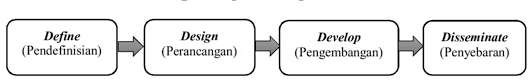 Define
(Pendefinisian)
Design
(Perancangan)
Develop
(Pengembangan)
Disseminate
(Penyebaran)